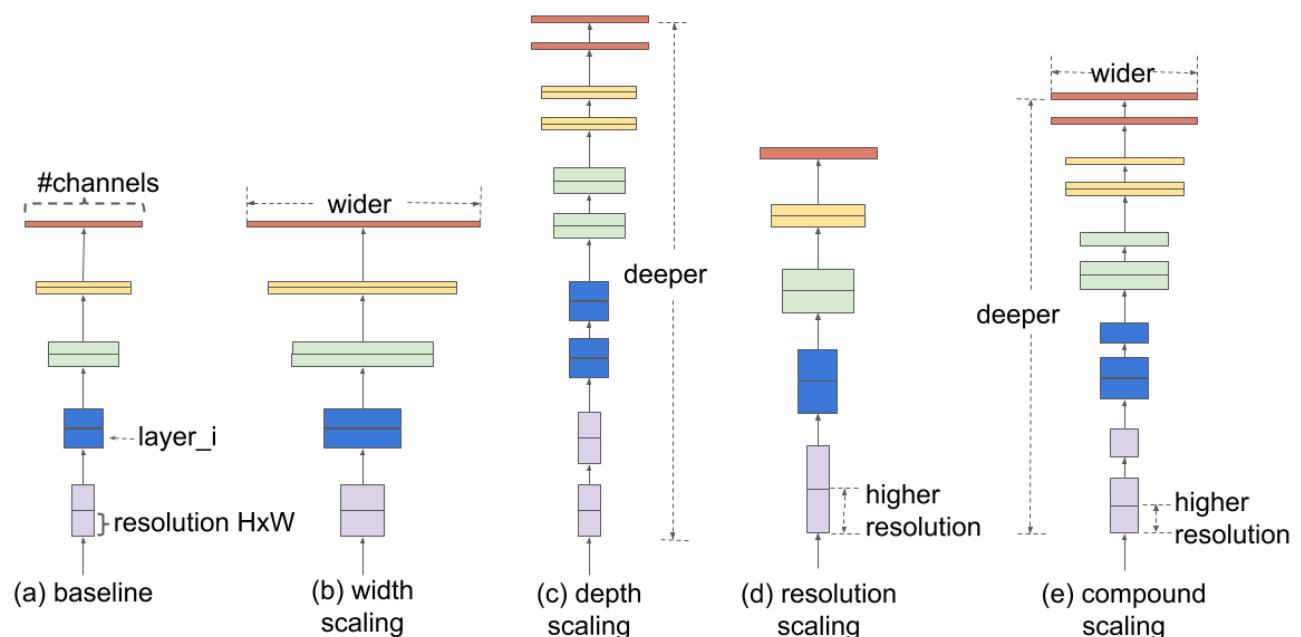 #channels
layer_i
resolution HxW
(a) baseline
wider
(b) width
scaling
deeper
(c) depth
scaling
higher
resolution
(d) resolution
scaling
wider
deeper
higher
resolution
(e) compound
scaling